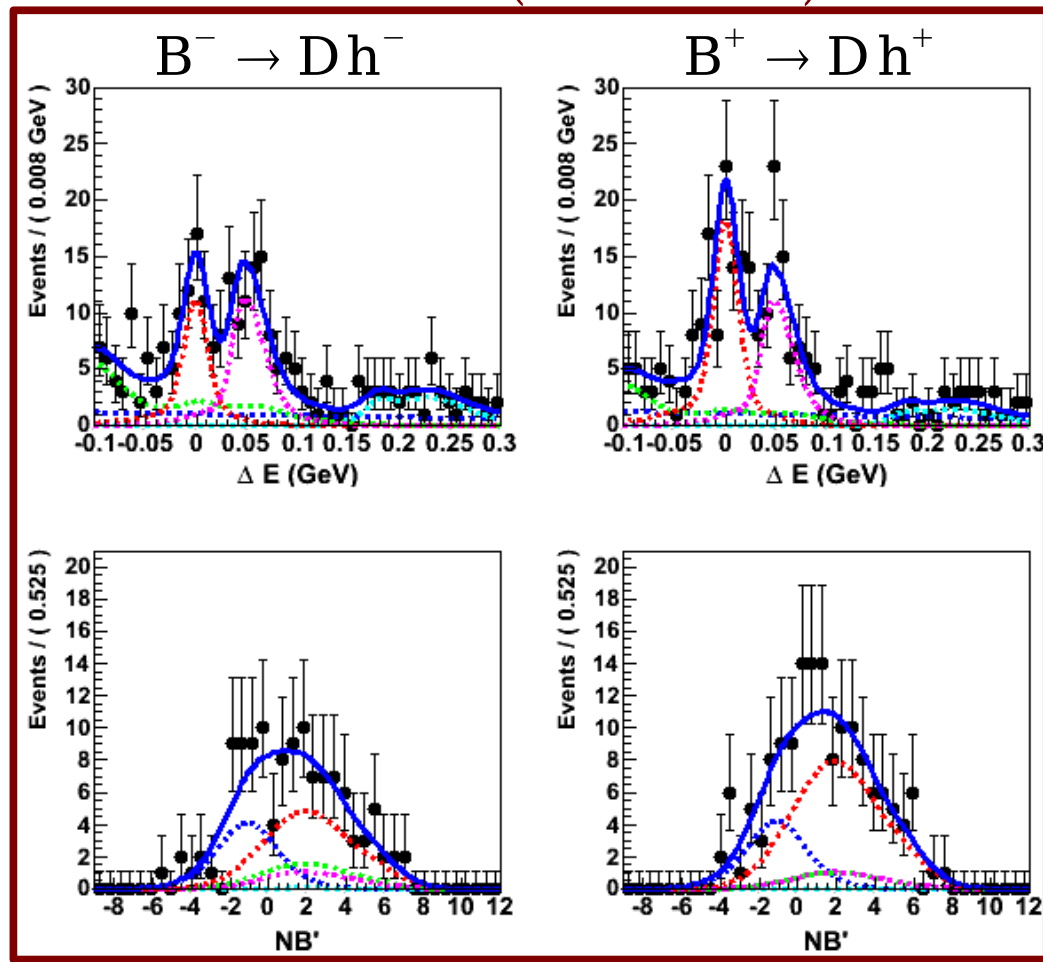 B⁻ → D h⁻
B⁺ → D h⁺
Events / ( 0.008 GeV )
30
25
20
15
10
5
0
-0.1 -0.05 0 0.05 0.1 0.15 0.2 0.25 0.3
Δ E (GeV)
Events / ( 0.008 GeV )
30
25
20
15
10
5
0
-0.1 -0.05 0 0.05 0.1 0.15 0.2 0.25 0.3
Δ E (GeV)
Events / ( 0.525 )
20
18
16
14
12
10
8
6
4
2
0
-8 -6 -4 -2 0 2 4 6 8 10 12
NB'
Events / ( 0.525 )
20
18
16
14
12
10
8
6
4
2
0
-8 -6 -4 -2 0 2 4 6 8 10 12
NB'